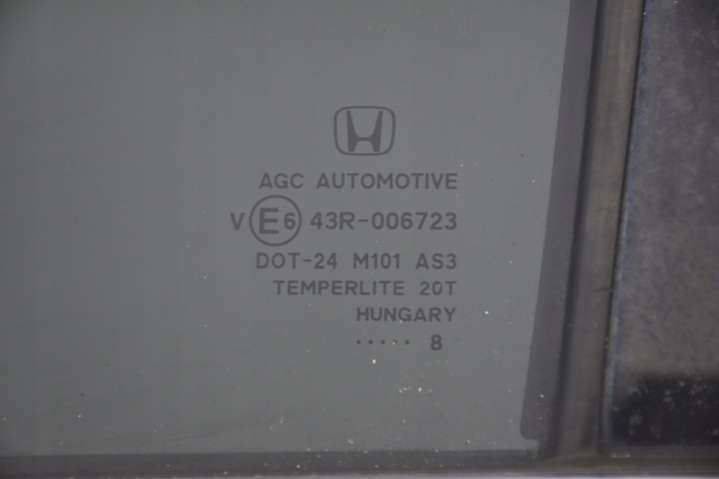 AGC AUTOMOTIVE
V E6 43R-006723
DOT-24 M101 AS3
TEMPERLITE 20T
HUNGARY
..... 8